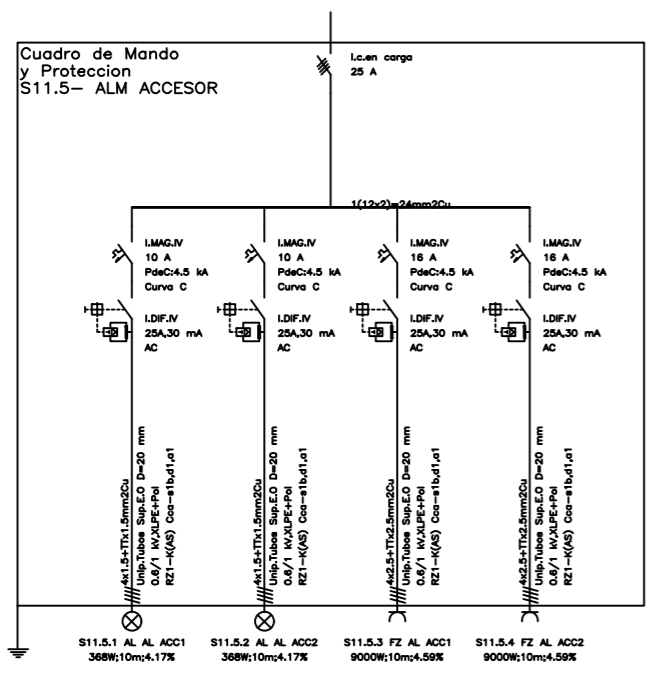 Cuadro de Mando
y Proteccion
S11.5- ALM ACCESOR
I.c.en carga
25 A
1(12x2)=24mm2Cu
I.MAG.IV
10 A
PdeC:4.5 kA
Curva C
I.DIF.IV
25A,30 mA
AC
4x1.5+TTx1.5mm2Cu
Unip.Tubos Sup.E.O D=20 mm
0.6/1 kV,XLPE+Pol
RZ1-K(AS) Cca-s1b,d1,a1
S11.5.1 AL AL ACC1
368W;10m;4.17%
I.MAG.IV
10 A
PdeC:4.5 kA
Curva C
I.DIF.IV
25A,30 mA
AC
4x1.5+TTx1.5mm2Cu
Unip.Tubos Sup.E.O D=20 mm
0.6/1 kV,XLPE+Pol
RZ1-K(AS) Cca-s1b,d1,a1
S11.5.2 AL AL ACC2
368W;10m;4.17%
I.MAG.IV
16 A
PdeC:4.5 kA
Curva C
I.DIF.IV
25A,30 mA
AC
4x2.5+TTx2.5mm2Cu
Unip.Tubos Sup.E.O D=20 mm
0.6/1 kV,XLPE+Pol
RZ1-K(AS) Cca-s1b,d1,a1
S11.5.3 FZ AL ACC1
9000W;10m;4.59%
I.MAG.IV
16 A
PdeC:4.5 kA
Curva C
I.DIF.IV
25A,30 mA
AC
4x2.5+TTx2.5mm2Cu
Unip.Tubos Sup.E.O D=20 mm
0.6/1 kV,XLPE+Pol
RZ1-K(AS) Cca-s1b,d1,a1
S11.5.4 FZ AL ACC2
9000W;10m;4.59%